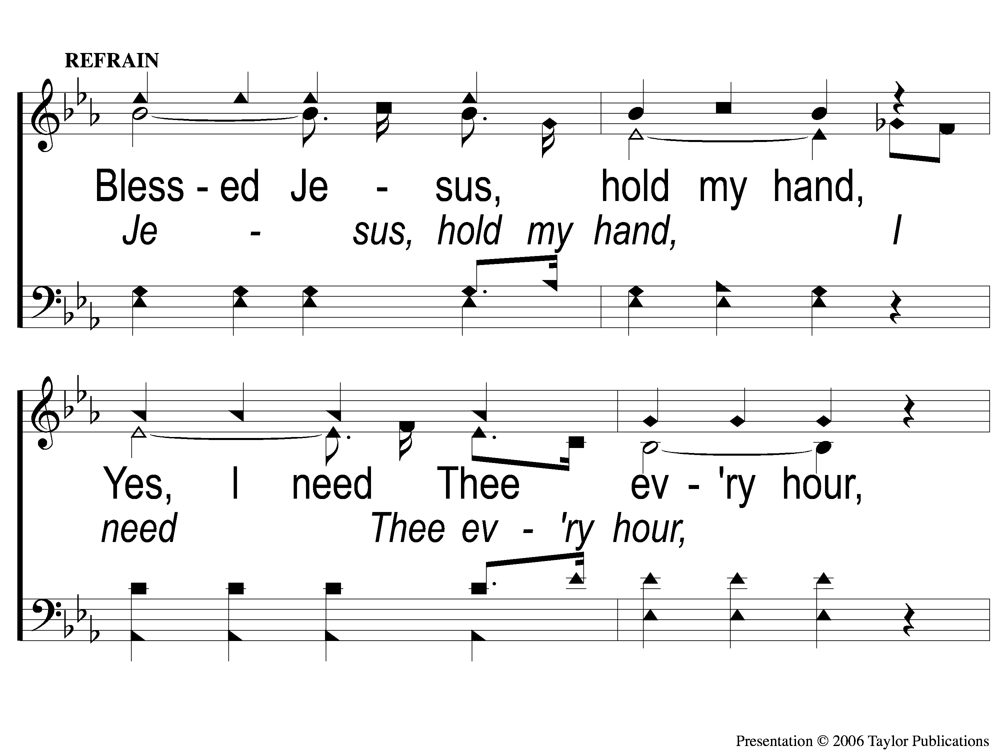 REFRAIN
Bless - ed Je - sus, hold my hand,
Je - sus, hold my hand, I
Yes, I need Thee ev - 'ry hour,
need Thee ev - 'ry hour,
Presentation © 2006 Taylor Publications